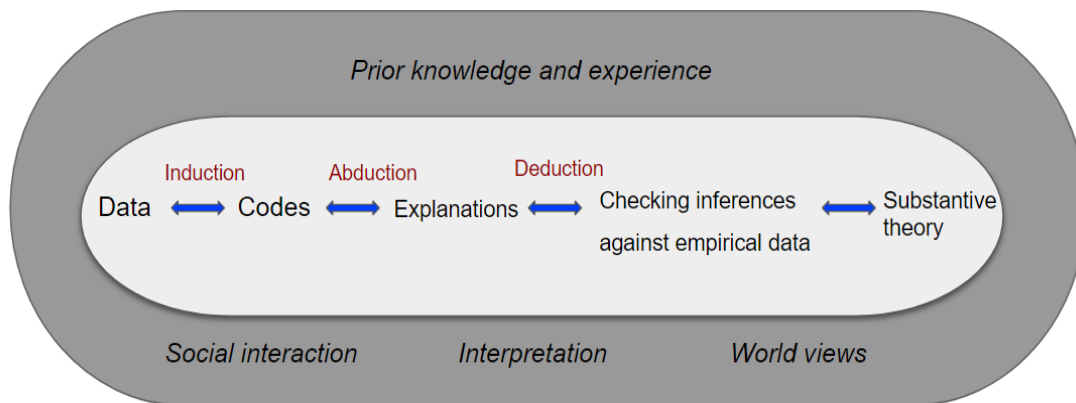 Prior knowledge and experience
Induction
Abduction
Deduction
Data
Codes
Explanations
Checking inferences
against empirical data
Substantive
theory
Social interaction
Interpretation
World views